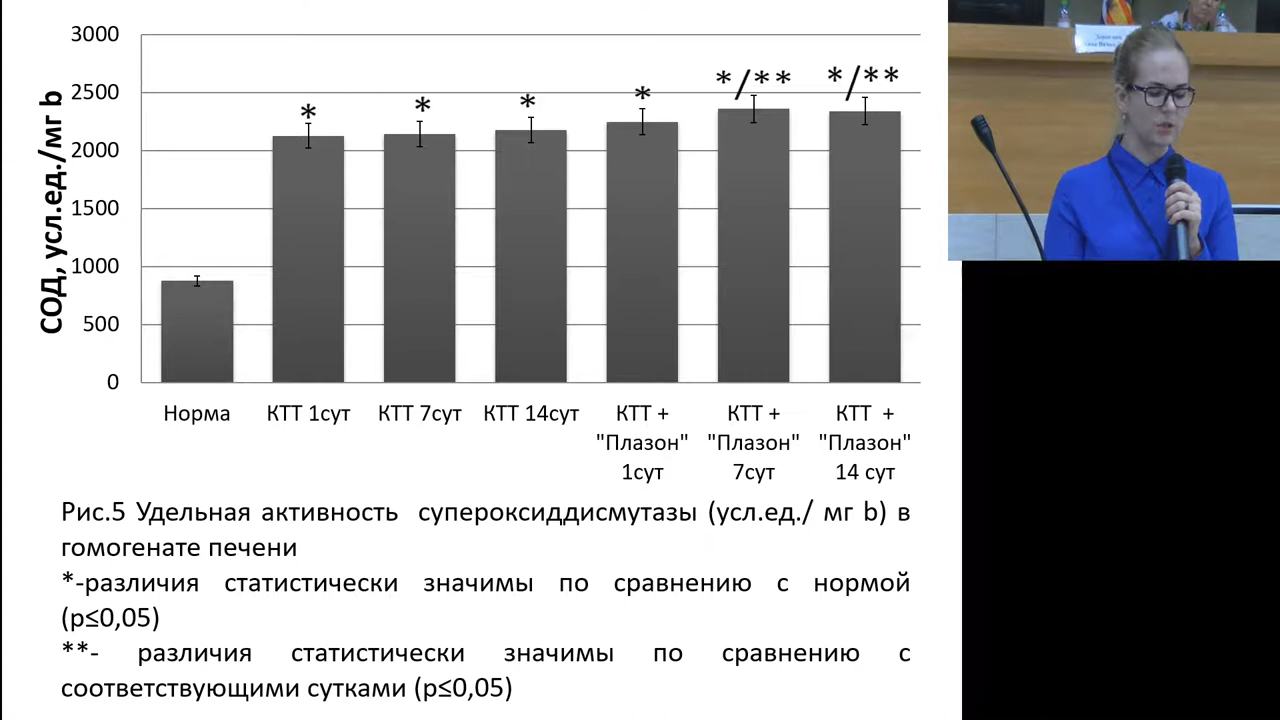 СОД, усл.ед./мг b
3000
2500
2000
1500
1000
500
0
*
*
*
*
*/**
*/**
Норма
КТТ 1сут
КТТ 7сут
КТТ 14сут
КТТ +
"Плазон"
1сут
КТТ +
"Плазон"
7сут
КТТ +
"Плазон"
14 сут
Рис.5 Удельная активность супероксиддисмутазы (усл.ед./ мг b) в
гомогенате печени
*-различия статистически значимы по сравнению с нормой
(p≤0,05)
**- различия статистически значимы по сравнению с
соответствующими сутками (p≤0,05)